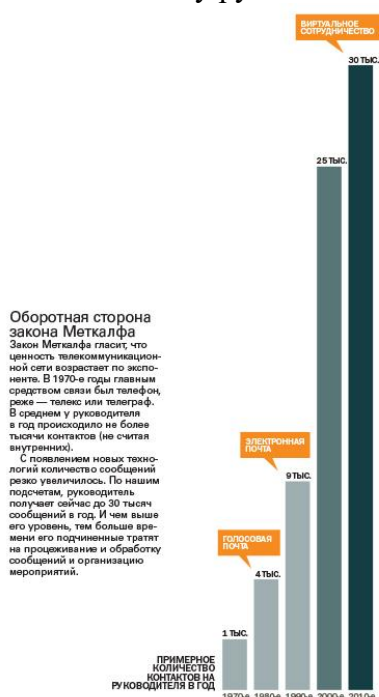 ВИРТУАЛЬНОЕ
СОТРУДНИЧЕСТВО
30 ТЫС.
25 ТЫС.
Оборотная сторона
закона Меткалфа
Закон Меткалфа гласит, что
ценность телекоммуникацион-
ной сети возрастает по экспо-
ненте. В 1970-е годы главным
средством связи был телефон,
реже — телекс или телеграф.
В среднем у руководителя
в год происходило не более
тысячи контактов (не считая
внутренних).
С появлением новых техно-
логий количество сообщений
резко увеличилось. По нашим
подсчетам, руководитель
получает сейчас до 30 тысяч
сообщений в год. И чем выше
его уровень, тем больше вре-
мени его подчиненные тратят
на процеживание и обработку
сообщений и организацию
мероприятий.
ЭЛЕКТРОННАЯ
ПОЧТА
9 ТЫС.
ГОЛОСОВАЯ
ПОЧТА
4 ТЫС.
1 ТЫС.
ПРИМЕРНОЕ
КОЛИЧЕСТВО
КОНТАКТОВ НА
РУКОВОДИТЕЛЯ В ГОД
1970-е 1980-е 1990-е 2000-е 2010-е